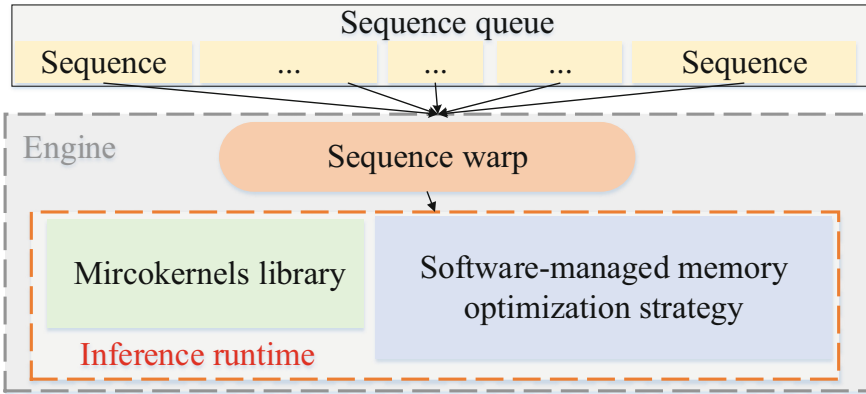 Sequence queue
Sequence ... ... ... Sequence
Engine
Sequence warp
Mircokernels library
Software-managed memory
optimization strategy
Inference runtime